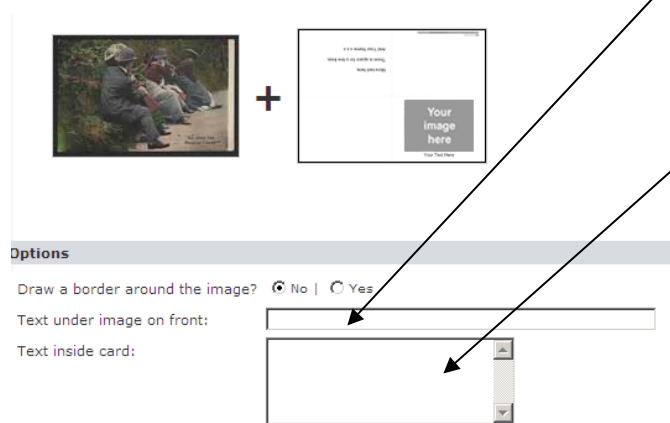 +
Your
image
here
Your Text Here
Options
Draw a border around the image? No | Yes
Text under image on front:
Text inside card: